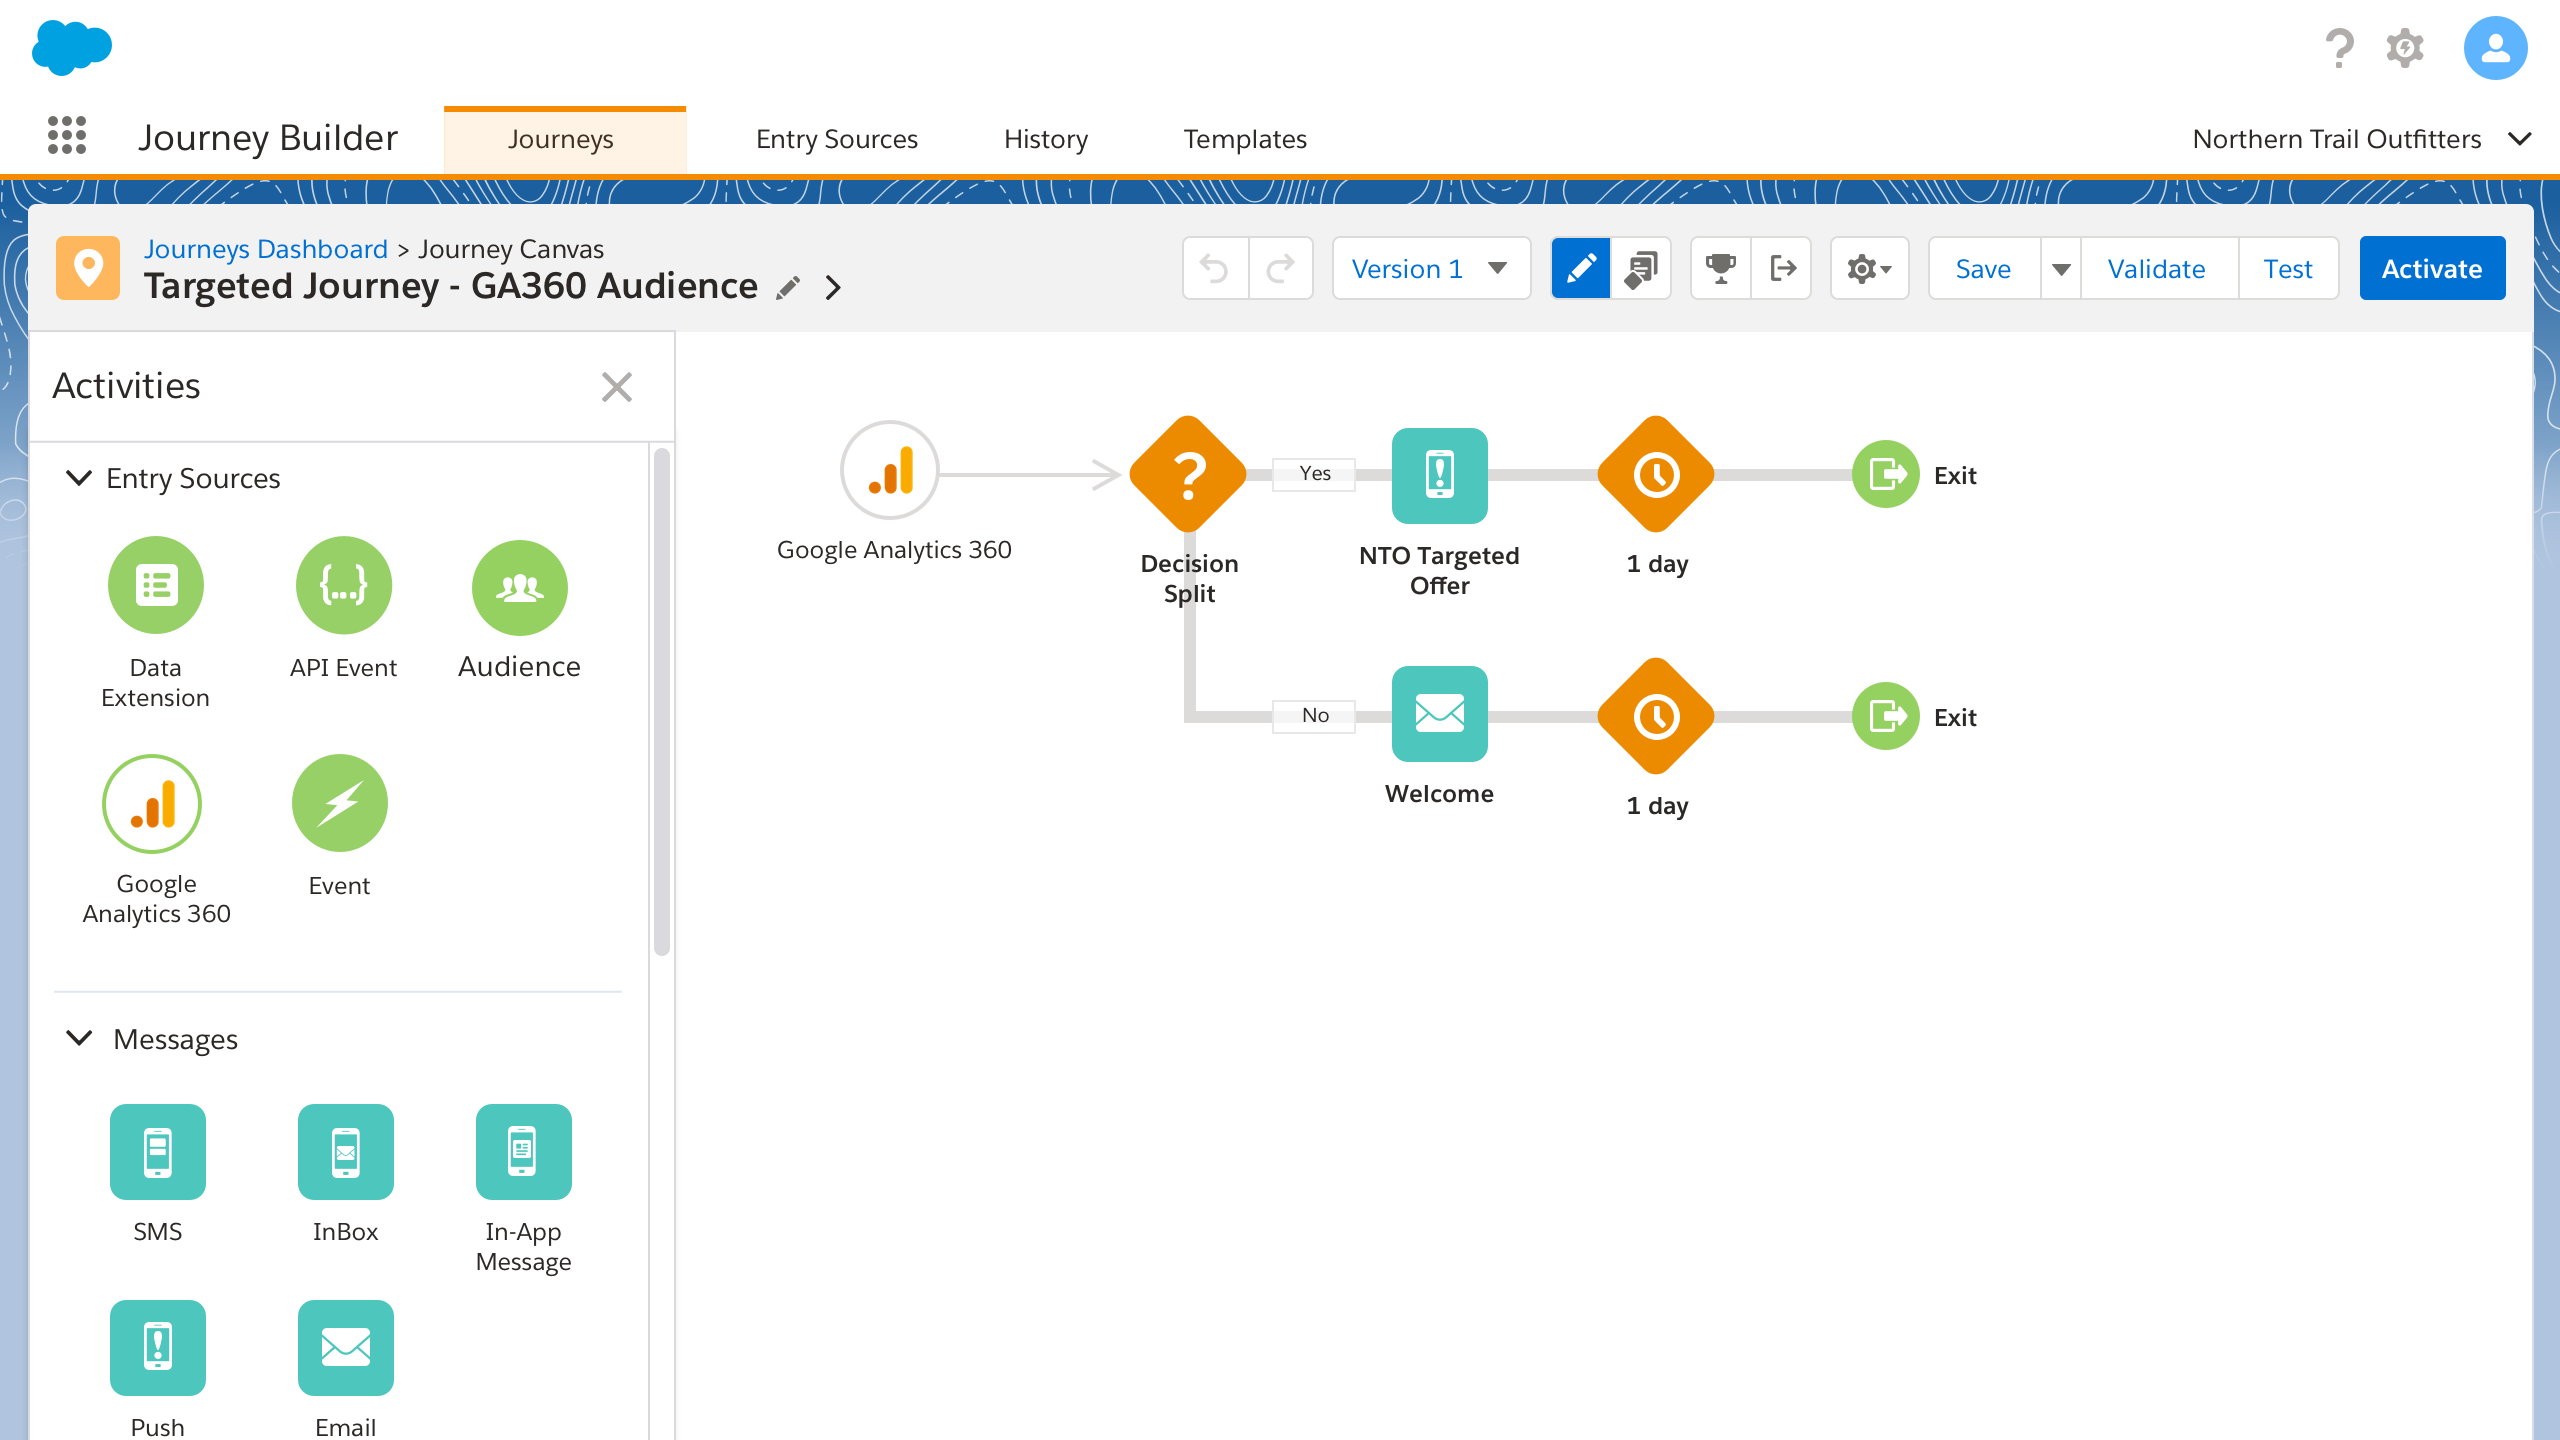 Journey Builder
Journeys
Entry Sources
History
Templates
Northern Trail Outfitters
Journeys Dashboard > Journey Canvas
Targeted Journey - GA360 Audience
Version 1
Save
Validate
Test
Activate
Activities
Entry Sources
Data
Extension
API Event
Audience
Google
Analytics 360
Event
Messages
SMS
InBox
In-App
Message
Push
Email
Google Analytics 360
Decision
Split
Yes
NTO Targeted
Offer
1 day
Exit
No
Welcome
1 day
Exit